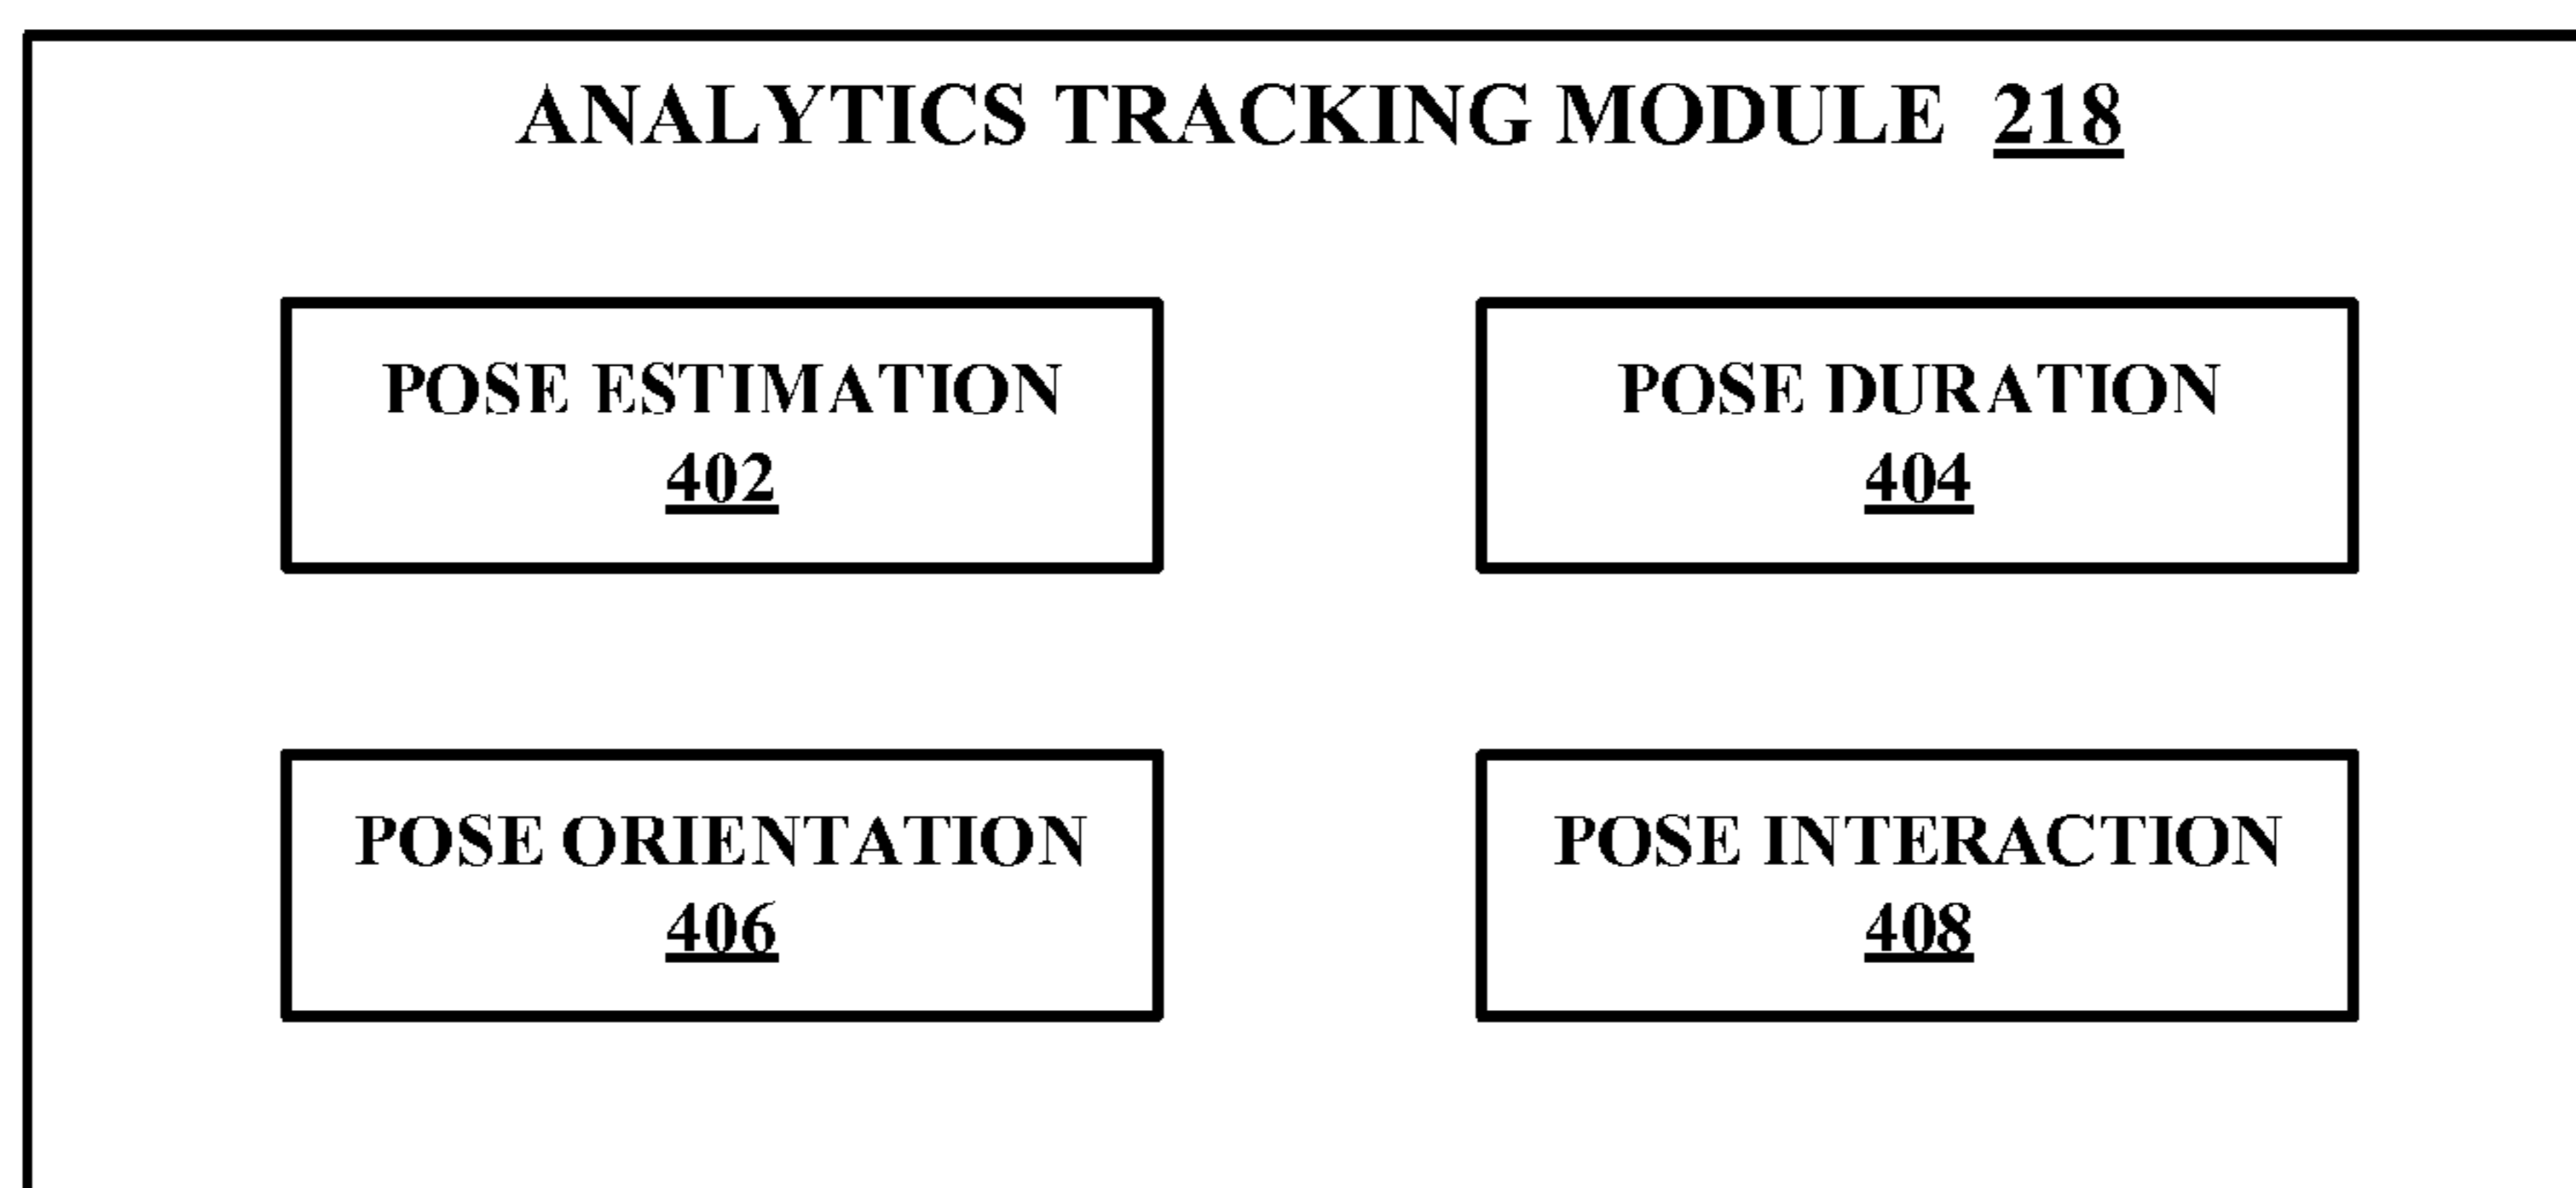 ANALYTICS TRACKING MODULE 218
POSE ESTIMATION
402
POSE DURATION
404
POSE ORIENTATION
406
POSE INTERACTION
408